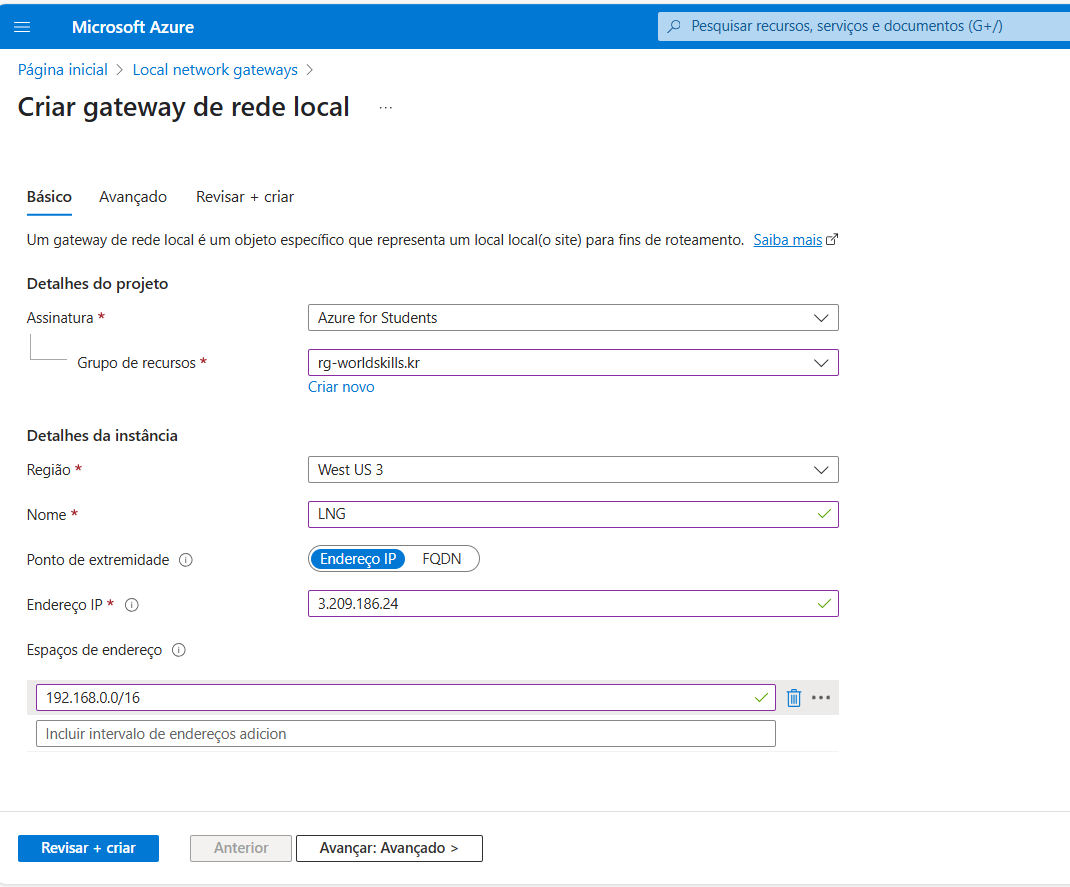 Microsoft Azure
Pesquisar recursos, serviços e documentos (G+/)
Página inicial > Local network gateways >
Criar gateway de rede local ...
Básico Avançado Revisar + criar
Um gateway de rede local é um objeto específico que representa um local local(o site) para fins de roteamento. Saiba mais
Detalhes do projeto
Assinatura * Azure for Students
Grupo de recursos * rg-worldskills.kr
Criar novo
Detalhes da instância
Região * West US 3
Nome * LNG
Ponto de extremidade Endereço IP FQDN
Endereço IP * 3.209.186.24
Espaços de endereço
192.168.0.0/16
Incluir intervalo de endereços adicion
Revisar + criar Anterior Avançar: Avançado >